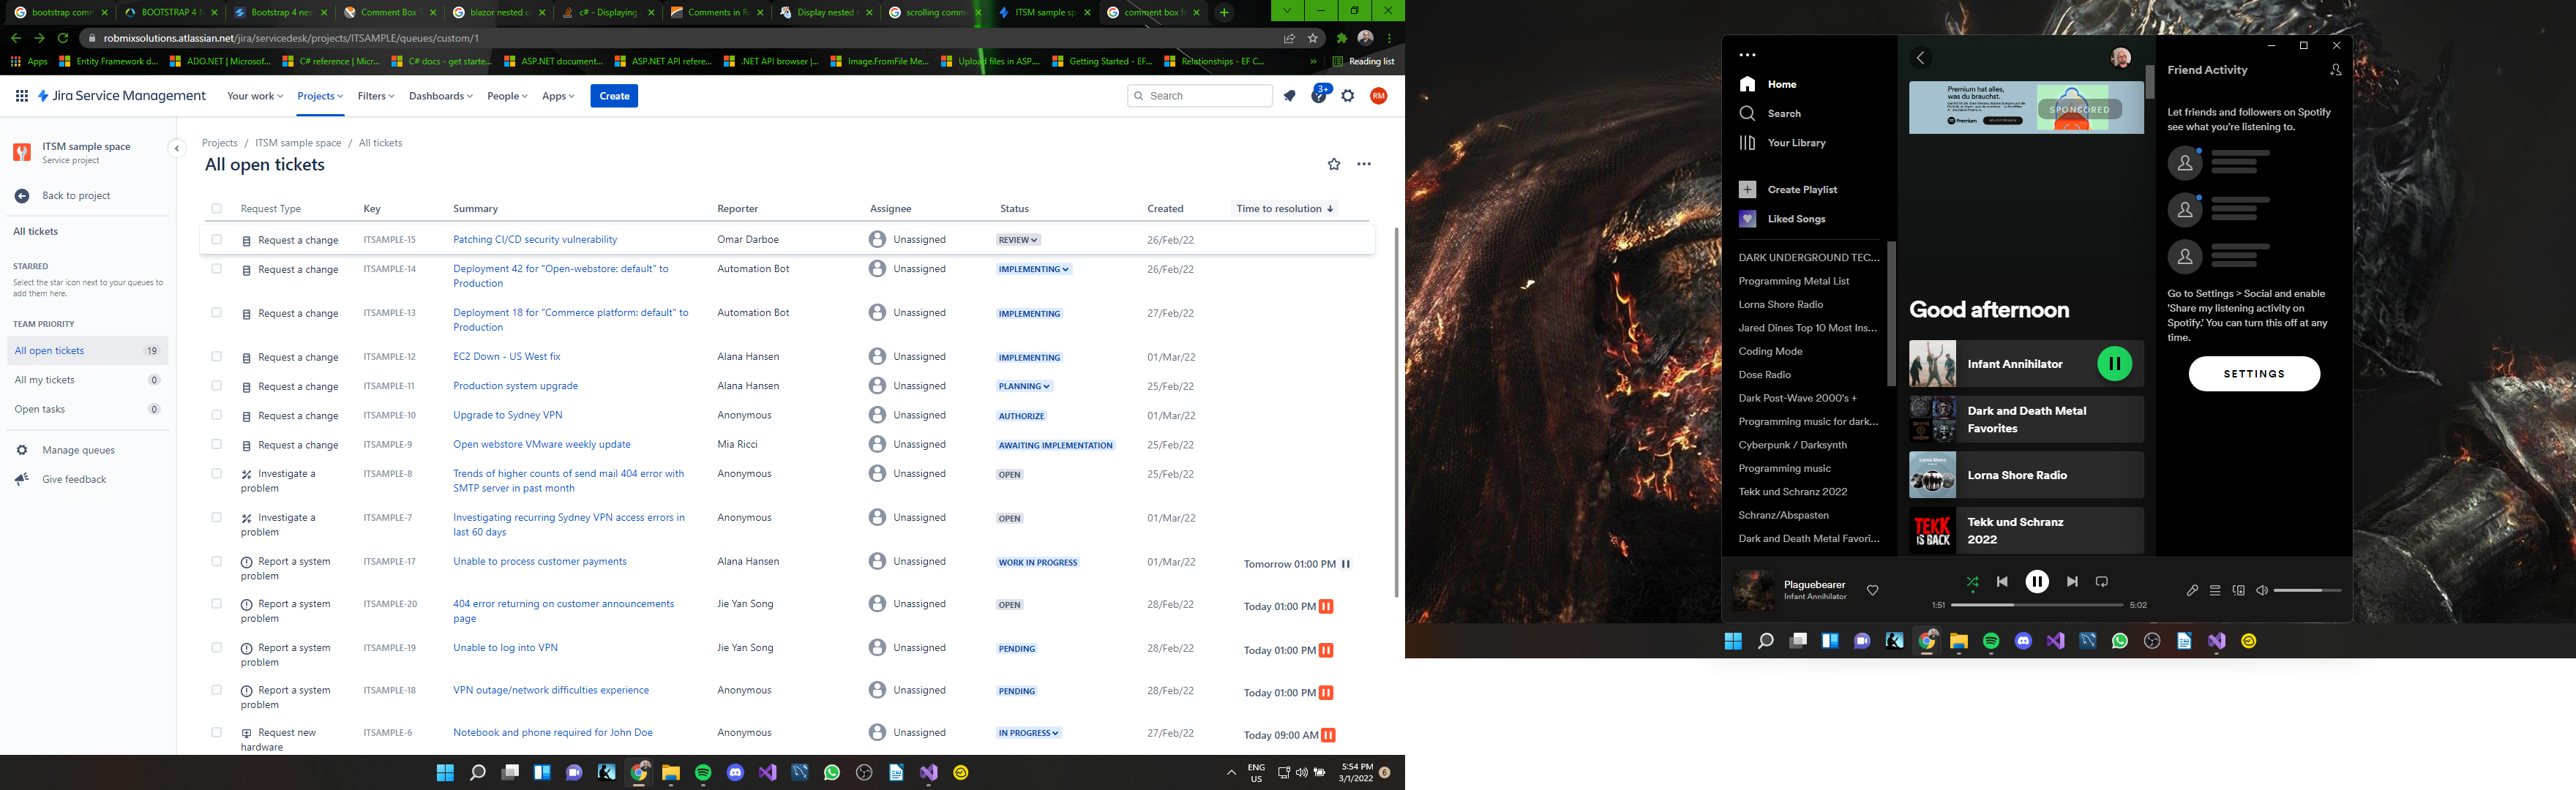 bootstrap comm
BOOTSTRAP 4 N
Bootstrap 4 nes
Comment Box
blazor nested co
c# - Displaying
Comments in R
Display nested
scrolling comm
ITSM sample sp
comment box fo
robmixsolutions.atlassian.net/jira/servicedesk/projects/ITSAMPLE/queues/custom/1
Apps
Entity Framework d...
ADO.NET | Microsof...
C# reference | Micr...
C# docs - get starte...
ASP.NET document...
ASP.NET API refere...
.NET API browser |...
Image.FromFile Me...
Upload files in ASP....
Getting Started - EF...
Relationships - EF C...
»
Reading list
Jira Service Management
Your work
Projects
Filters
Dashboards
People
Apps
Create
Search
3+
RM
ITSM sample space
Service project
Back to project
All tickets
STARRED
Select the star icon next to your queues to
add them here.
TEAM PRIORITY
All open tickets 19
All my tickets 0
Open tasks 0
Manage queues
Give feedback
Projects / ITSM sample space / All tickets
All open tickets
Request Type Key Summary Reporter Assignee Status Created Time to resolution
Request a change ITSAMPLE-15 Patching CI/CD security vulnerability Omar Darboe Unassigned REVIEW 26/Feb/22
Request a change ITSAMPLE-14 Deployment 42 for "Open-webstore: default" to Automation Bot Unassigned IMPLEMENTING 26/Feb/22
Production
Request a change ITSAMPLE-13 Deployment 18 for "Commerce platform: default" to Automation Bot Unassigned IMPLEMENTING 27/Feb/22
Production
Request a change ITSAMPLE-12 EC2 Down - US West fix Alana Hansen Unassigned IMPLEMENTING 01/Mar/22
Request a change ITSAMPLE-11 Production system upgrade Alana Hansen Unassigned PLANNING 25/Feb/22
Request a change ITSAMPLE-10 Upgrade to Sydney VPN Anonymous Unassigned AUTHORIZE 01/Mar/22
Request a change ITSAMPLE-9 Open webstore VMware weekly update Mia Ricci Unassigned AWAITING IMPLEMENTATION 25/Feb/22
Investigate a ITSAMPLE-8 Trends of higher counts of send mail 404 error with Anonymous Unassigned OPEN 25/Feb/22
problem SMTP server in past month
Investigate a ITSAMPLE-7 Investigating recurring Sydney VPN access errors in Anonymous Unassigned OPEN 01/Mar/22
problem last 60 days
Report a system ITSAMPLE-17 Unable to process customer payments Alana Hansen Unassigned WORK IN PROGRESS 01/Mar/22 Tomorrow 01:00 PM
problem
Report a system ITSAMPLE-20 404 error returning on customer announcements Jie Yan Song Unassigned OPEN 28/Feb/22 Today 01:00 PM
problem page
Report a system ITSAMPLE-19 Unable to log into VPN Jie Yan Song Unassigned PENDING 28/Feb/22 Today 01:00 PM
problem
Report a system ITSAMPLE-18 VPN outage/network difficulties experience Anonymous Unassigned PENDING 28/Feb/22 Today 01:00 PM
problem
Request new ITSAMPLE-6 Notebook and phone required for John Doe Anonymous Unassigned IN PROGRESS 27/Feb/22 Today 09:00 AM
hardware
ENG
US
5:54 PM
3/1/2022
6
Home
Search
Your Library
Create Playlist
Liked Songs
DARK UNDERGROUND TEC...
Programming Metal List
Lorna Shore Radio
Jared Dines Top 10 Most Ins...
Coding Mode
Dose Radio
Dark Post-Wave 2000's +
Programming music for dark...
Cyberpunk / Darksynth
Programming music
Tekk und Schranz 2022
Schranz/Abspasten
Dark and Death Metal Favori...
Premium hat alles,
was du brauchst.
Premium
SPONSORED
Good afternoon
Infant Annihilator
Dark and Death Metal
Favorites
Lorna Shore Radio
TEKK
IS BACK
Tekk und Schranz
2022
Friend Activity
Let friends and followers on Spotify
see what you're listening to.
Go to Settings > Social and enable
'Share my listening activity on
Spotify.' You can turn this off at any
time.
SETTINGS
Plaguebearer
Infant Annihilator
1:51
5:02